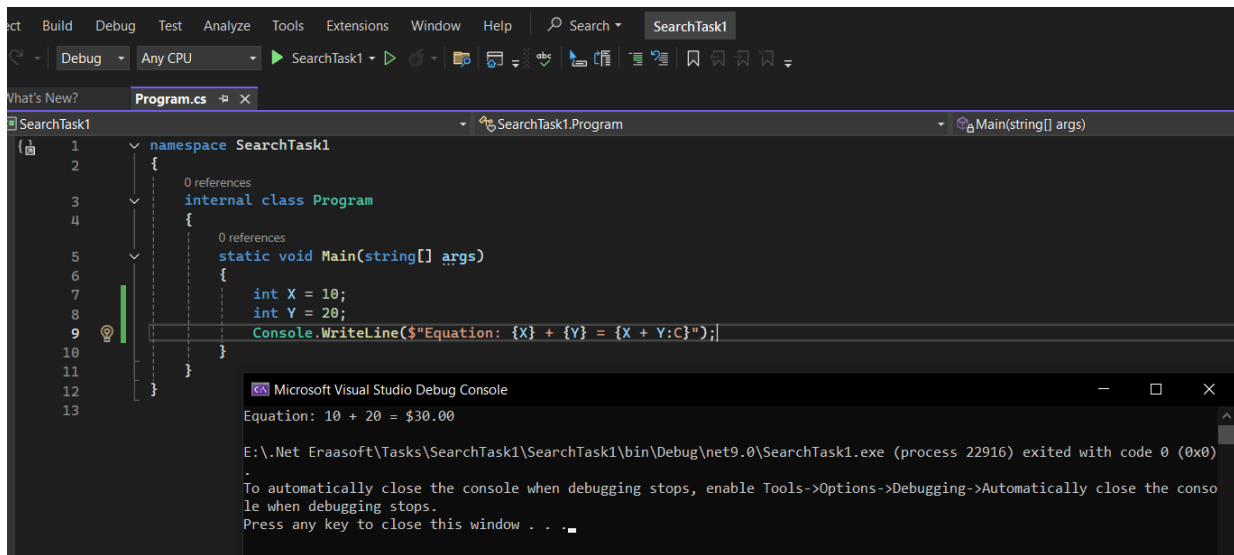 ect Build Debug Test Analyze Tools Extensions Window Help Search SearchTask1
Debug Any CPU SearchTask1 abc
What's New? Program.cs
SearchTask1 SearchTask1.Program Main(string[] args)
1 namespace SearchTask1
2 {
0 references
3 internal class Program
4 {
0 references
5 static void Main(string[] args)
6 {
7 int X = 10;
8 int Y = 20;
9 Console.WriteLine($"Equation: {X} + {Y} = {X + Y:C}");
10 }
11 }
12 }
13
Microsoft Visual Studio Debug Console
Equation: 10 + 20 = $30.00
E:\.Net Eraasoft\Tasks\SearchTask1\SearchTask1\bin\Debug\net9.0\SearchTask1.exe (process 22916) exited with code 0 (0x0)
.
To automatically close the console when debugging stops, enable Tools->Options->Debugging->Automatically close the conso
le when debugging stops.
Press any key to close this window . . .